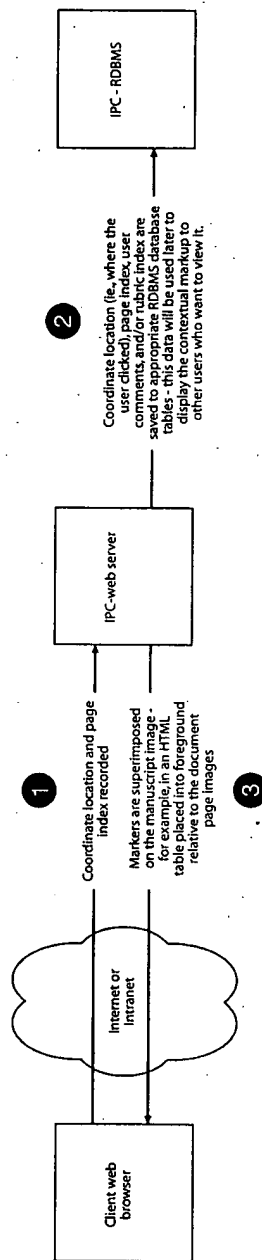 Client web
browser
Internet or
Intranet
1
Coordinate location and page
index recorded
Markers are superimposed
on the manuscript image -
for example, in an HTML
table placed into foreground
relative to the document
page images
3
IPC-web server
2
Coordinate location (ie., where the
user clicked), page index, user
comments, and/or rubric index are
saved to appropriate RDBMS database
tables - this data will be used later to
display the contextual markup to
other users who want to view it.
IPC - RDBMS